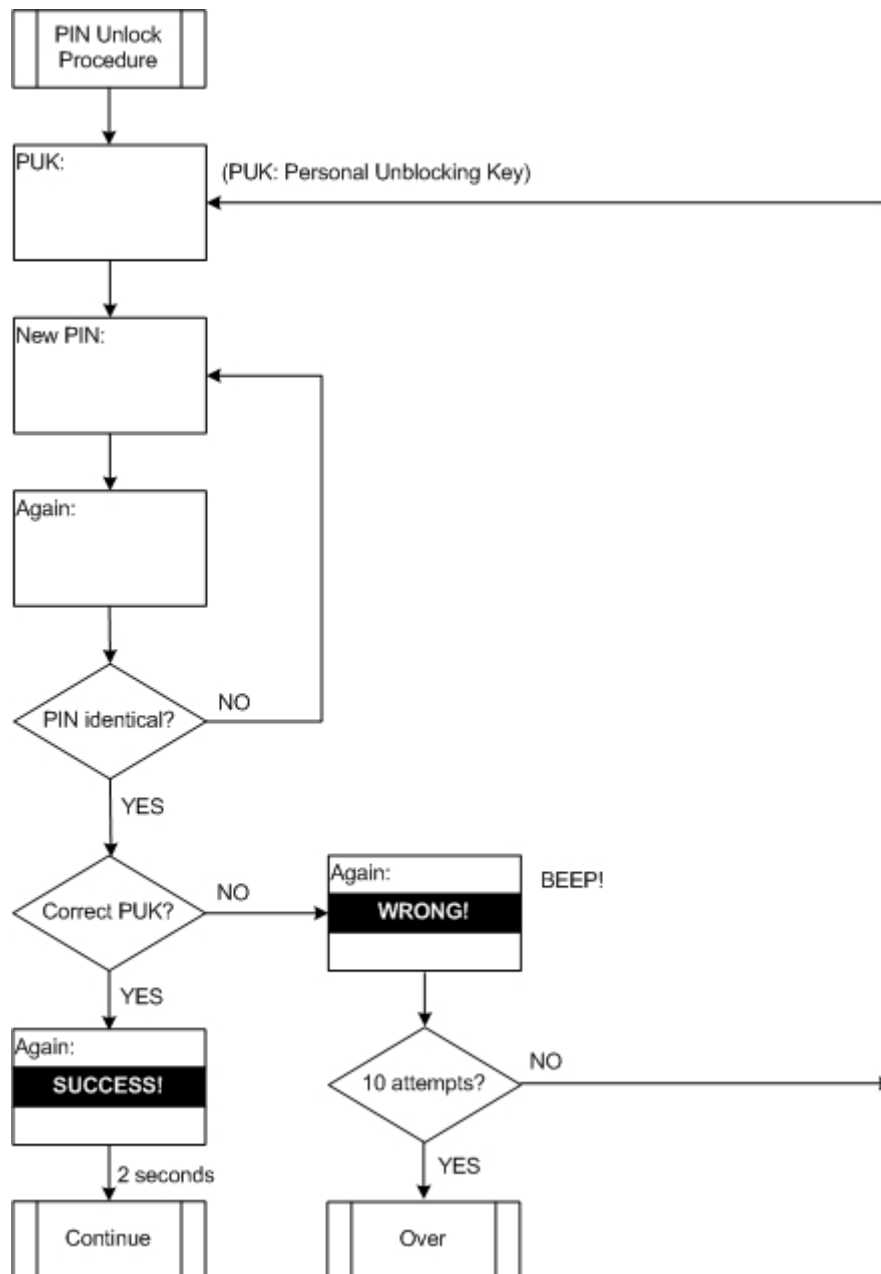 PIN Unlock
Procedure
PUK:
(PUK: Personal Unblocking Key)
New PIN:
Again:
PIN identical?
NO
YES
Correct PUK?
NO
Again:
WRONG!
BEEP!
YES
Again:
SUCCESS!
10 attempts?
NO
2 seconds
YES
Continue
Over